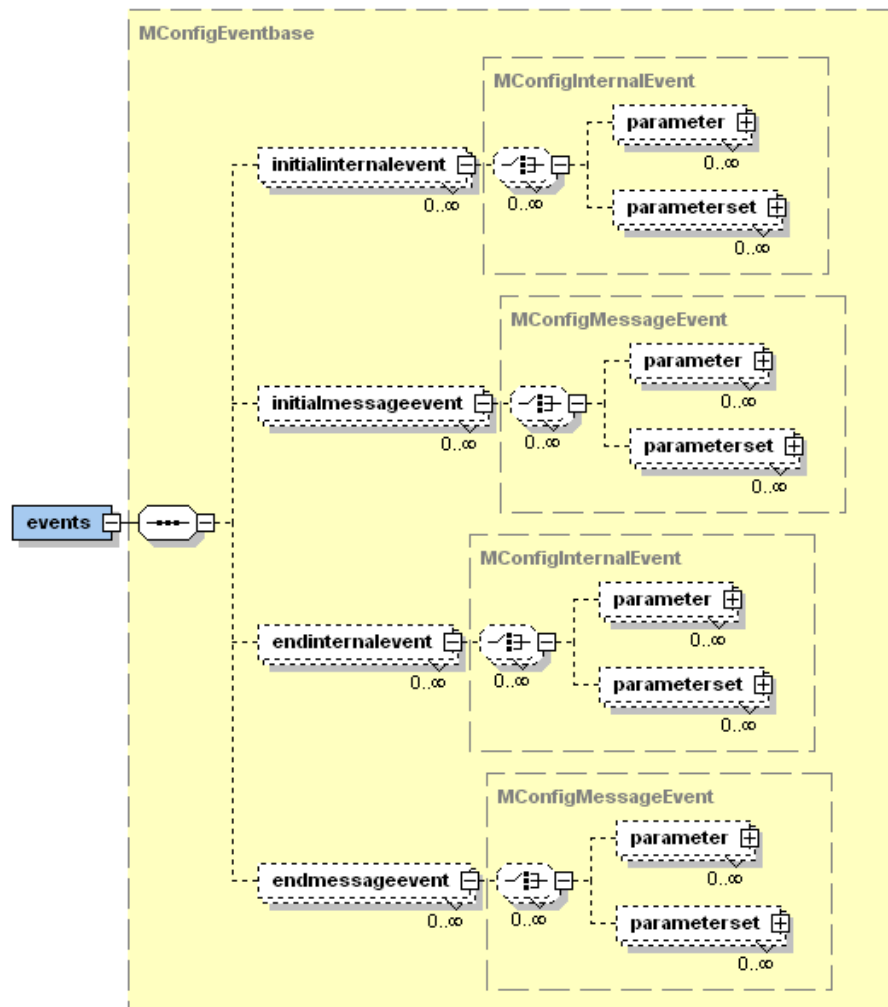 MConfigEventbase
MConfigInternalEvent
parameter
0..∞
initialinternalevent
0..∞
0..∞
parameterset
0..∞
MConfigMessageEvent
parameter
0..∞
initialmessageevent
0..∞
0..∞
parameterset
0..∞
events
MConfigInternalEvent
parameter
0..∞
endinternalevent
0..∞
0..∞
parameterset
0..∞
MConfigMessageEvent
parameter
0..∞
endmessageevent
0..∞
0..∞
parameterset
0..∞